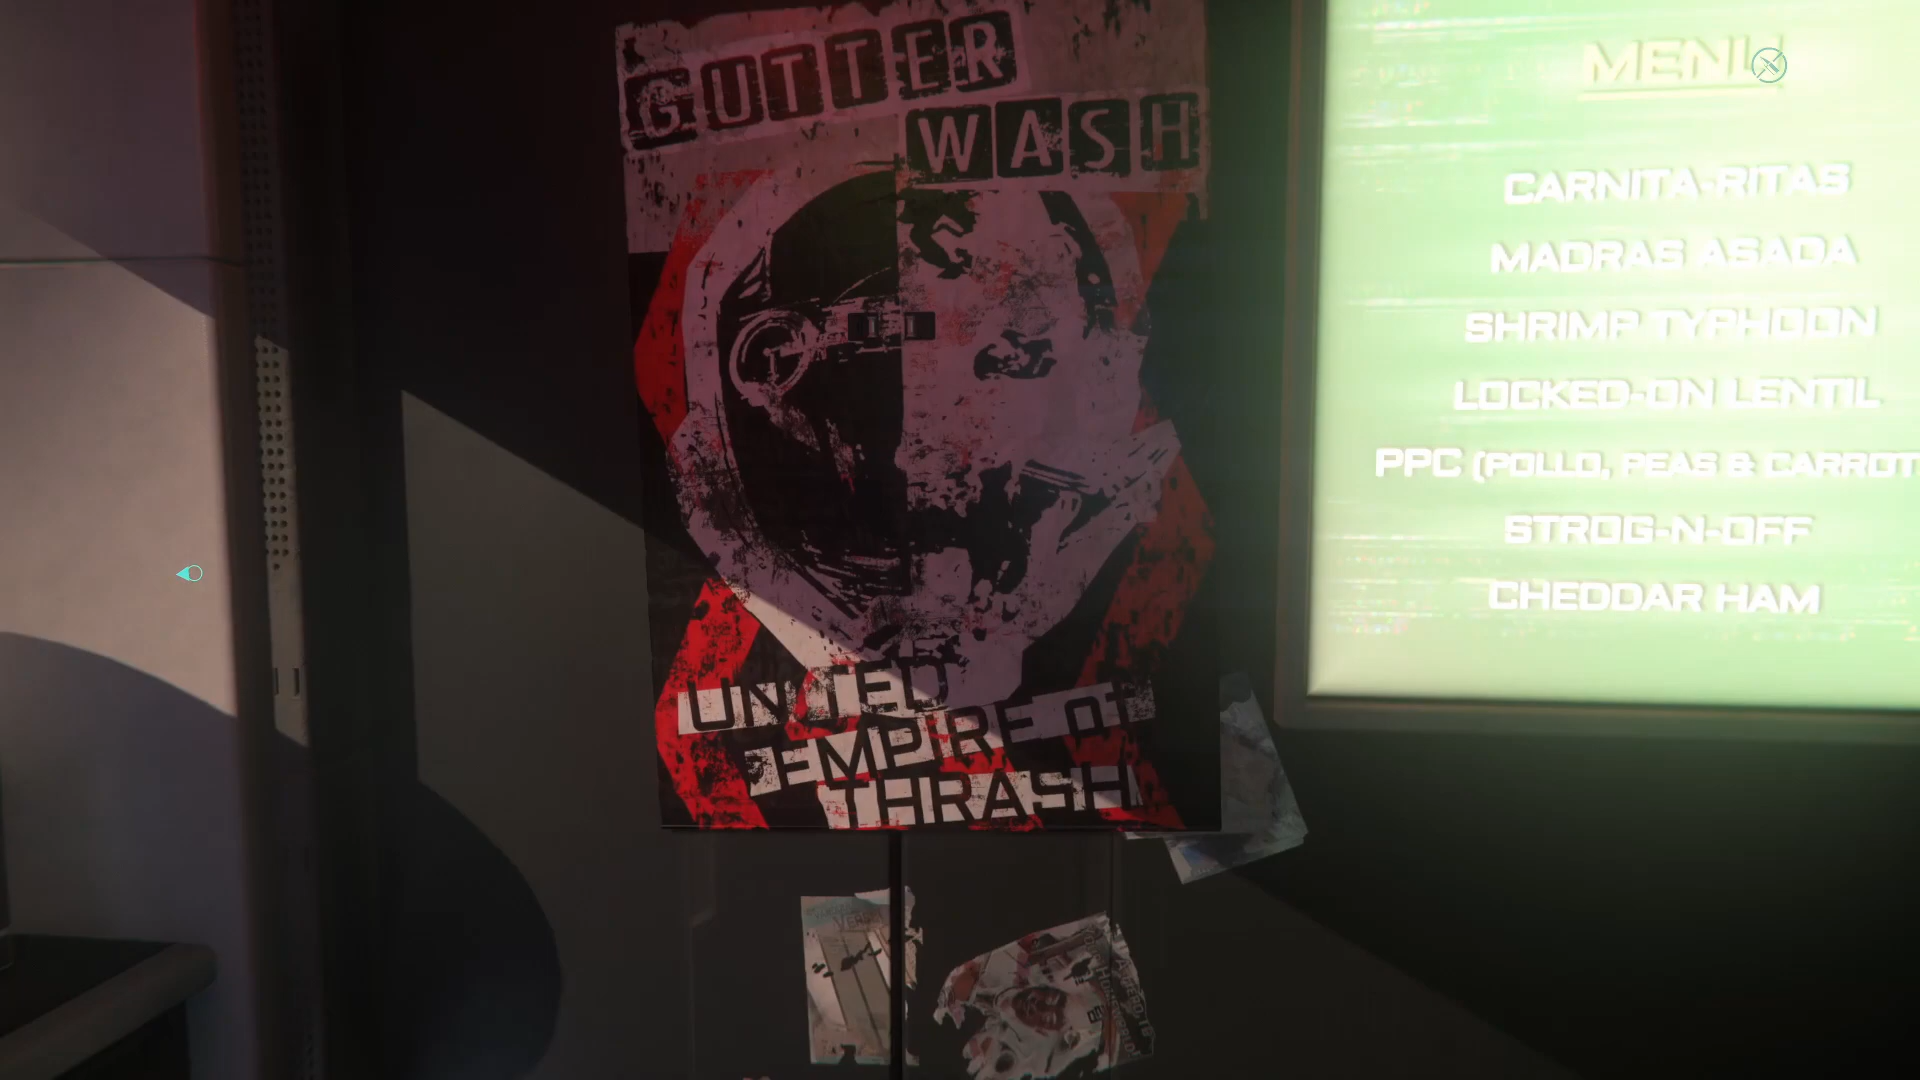 GUTTER
WASH
UNITED
EMPIRE OF
THRASH
MENU
CARNITA-RITAS
MADRAS ASADA
SHRIMP TYPHOON
LOCKED-ON LENTIL
PPC (POLLO, PEAS & CARROT
STROG-N-OFF
CHEDDAR HAM